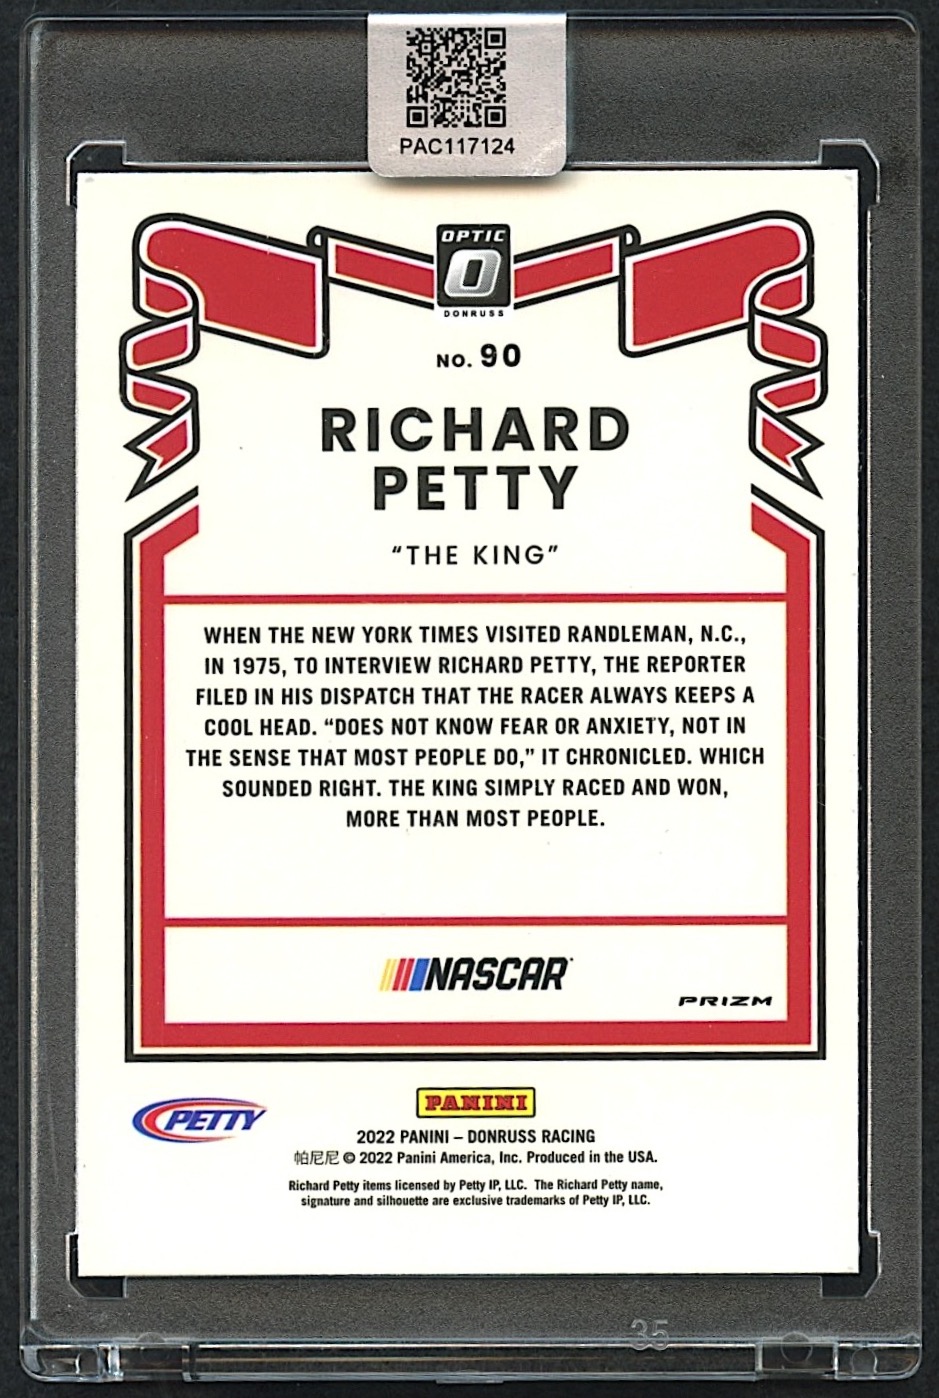 PAC117124
OPTIC
O
DONRUSS
NO. 90
RICHARD
PETTY
“THE KING”
WHEN THE NEW YORK TIMES VISITED RANDLEMAN, N.C.,
IN 1975, TO INTERVIEW RICHARD PETTY, THE REPORTER
FILED IN HIS DISPATCH THAT THE RACER ALWAYS KEEPS A
COOL HEAD. “DOES NOT KNOW FEAR OR ANXIETY, NOT IN
THE SENSE THAT MOST PEOPLE DO,” IT CHRONICLED. WHICH
SOUNDED RIGHT. THE KING SIMPLY RACED AND WON,
MORE THAN MOST PEOPLE.
NASCAR
PRIZM
PETTY
PANINI
2022 PANINI – DONRUSS RACING
帕尼尼 © 2022 Panini America, Inc. Produced in the USA.
Richard Petty items licensed by Petty IP, LLC. The Richard Petty name,
signature and silhouette are exclusive trademarks of Petty IP, LLC.
35